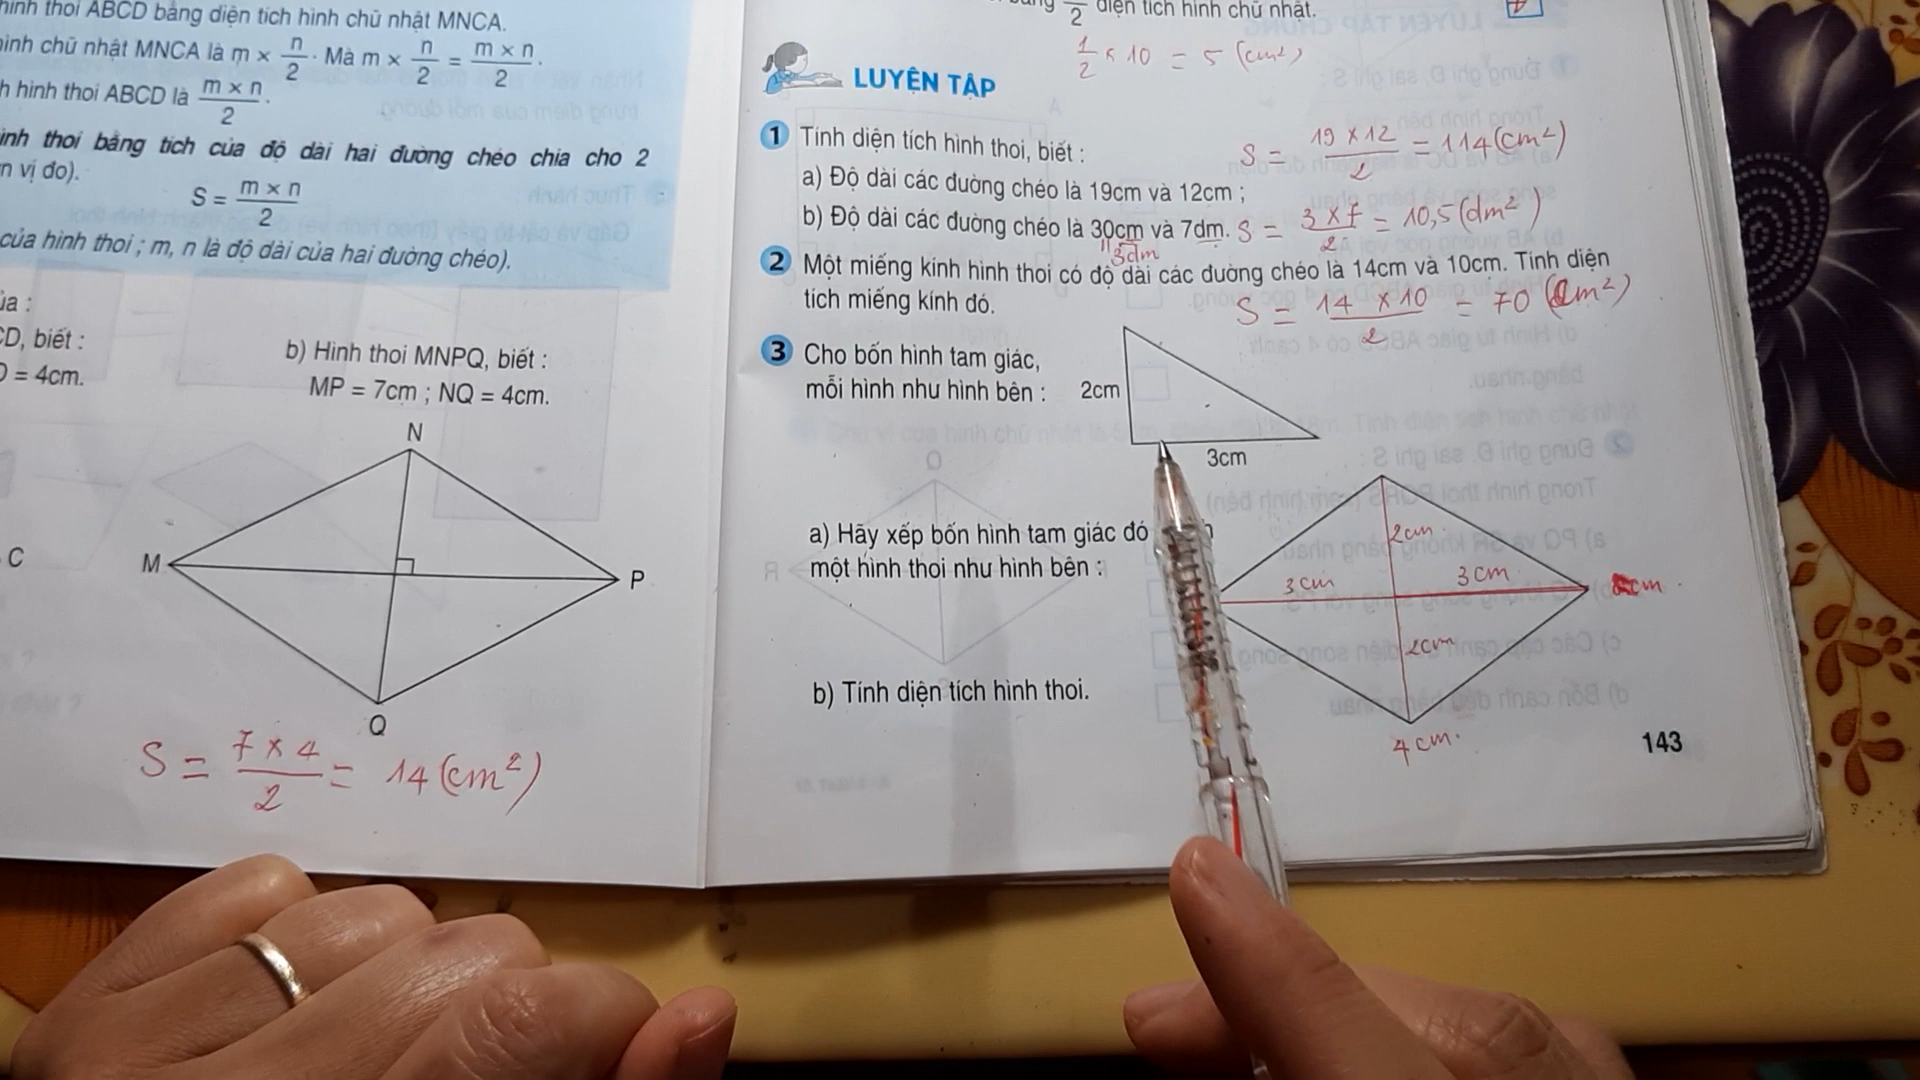 hình thoi ABCD bằng diện tích hình chữ nhật MNCA.
hình chữ nhật MNCA là m × n/2 . Mà m × n/2 = m × n/2 .
h hình thoi ABCD là m × n/2 .
hình thoi bằng tích của độ dài hai đường chéo chia cho 2
n vị đo).
S = m × n/2
của hình thoi ; m, n là độ dài của hai đường chéo).
ủa :
CD, biết :
D = 4cm.
C
b) Hình thoi MNPQ, biết :
MP = 7cm ; NQ = 4cm.
N
M
P
Q
S = 7 × 4/2 = 14 (cm²)
2 diện tích hình chữ nhật.
1/2 × 10 = 5 (cm²)
LUYỆN TẬP
1 Tính diện tích hình thoi, biết :
S = 19 × 12/2 = 114 (cm²)
a) Độ dài các đường chéo là 19cm và 12cm ;
b) Độ dài các đường chéo là 30cm và 7dm. S = 3 × 7/2 = 10,5 (dm²)
3dm
2 Một miếng kính hình thoi có độ dài các đường chéo là 14cm và 10cm. Tính diện
tích miếng kính đó.
S = 14 × 10/2 = 70 (cm²)
3 Cho bốn hình tam giác,
mỗi hình như hình bên :
2cm
3cm
a) Hãy xếp bốn hình tam giác đó
một hình thoi như hình bên :
2cm
3cm
3cm
cm
2cm
4cm.
b) Tính diện tích hình thoi.
143